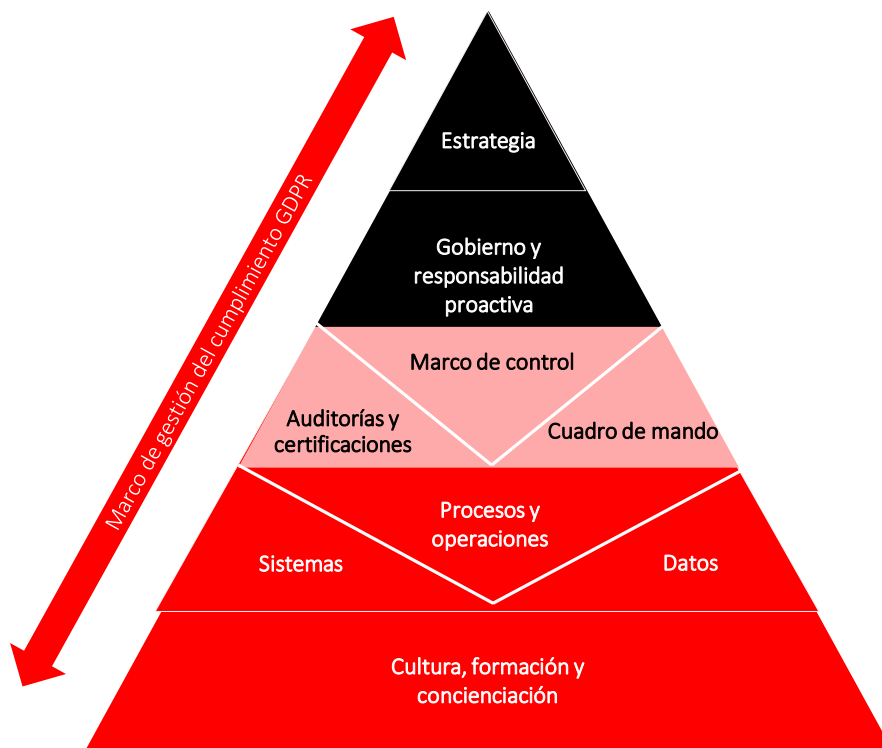 Marco de gestión del cumplimiento GDPR
Estrategia
Gobierno y
responsabilidad
proactiva
Marco de control
Auditorías y
certificaciones
Cuadro de mando
Procesos y
operaciones
Sistemas
Datos
Cultura, formación y
concienciación